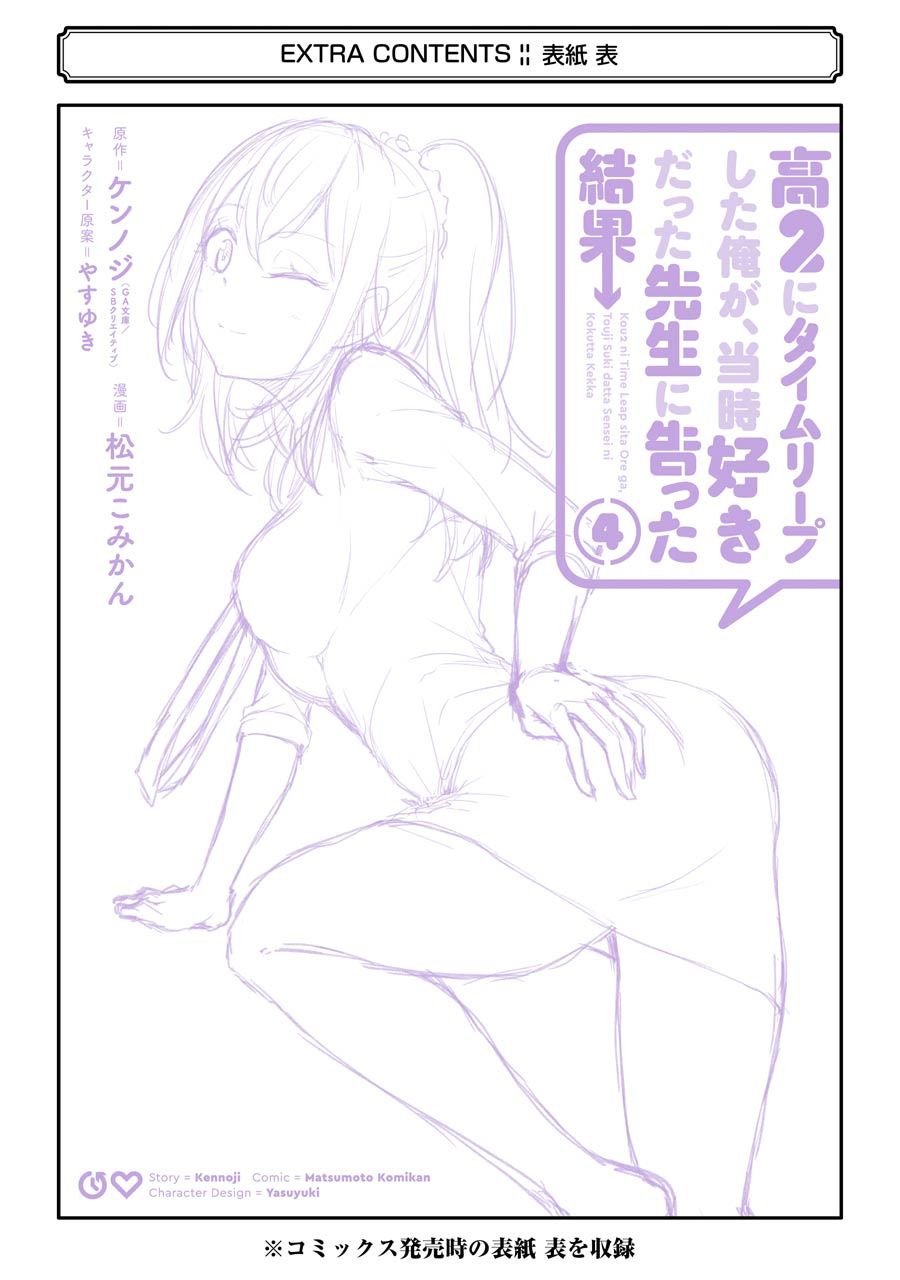 EXTRA CONTENTS :: 表紙 表
高2にタイムリープ
した俺が、当時好き
だった先生に告った
結果→
Kou2 ni Time Leap sita Ore ga,
Touji Suki datta Sensei ni
Kokutta Kekka
4
原作=ケンノジ
(GA文庫/
SBクリエイティブ)
漫画=松元こみかん
キャラクター原案=やすゆき
Story = Kennoji Comic = Matsumoto Komikan
Character Design = Yasuyuki
※コミックス発売時の表紙 表を収録